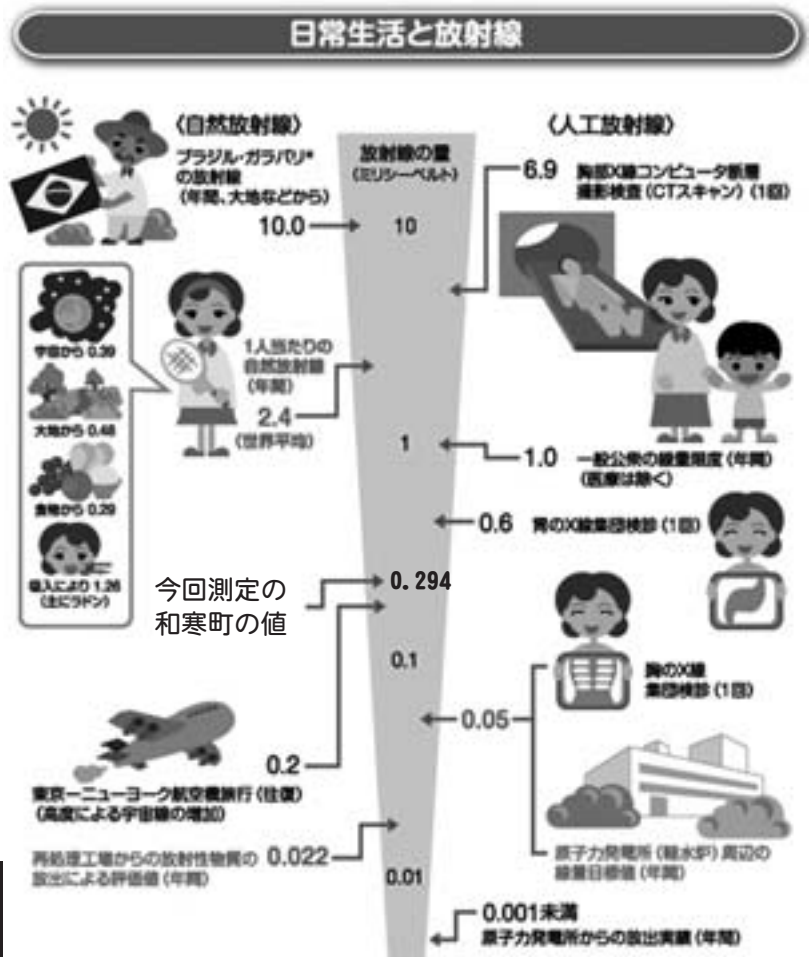 日常生活と放射線
〈自然放射線〉
ブラジル・ガラパリ*
の放射線
(年間、大地などから)
10.0
放射線の量
(ミリシーベルト)
10
1
0.294
0.1
0.01
〈人工放射線〉
6.9 胸部X線コンピュータ断層
撮影検査(CTスキャン)(1回)
宇宙から 0.39
大地から 0.48
食物から 0.29
吸入により 1.26
(主にラドン)
1人当たりの
自然放射線
(年間)
2.4
(世界平均)
1.0 一般公衆の線量限度(年間)
(医療は除く)
0.6 胃のX線集団検診(1回)
今回測定の
和寒町の値
胸のX線
集団検診(1回)
0.05
0.2
東京ーニューヨーク航空機旅行(往復)
(高度による宇宙線の増加)
再処理工場からの放射性物質の
放出による評価値(年間)
0.022
原子力発電所(軽水炉)周辺の
線量目標値(年間)
0.001未満
原子力発電所からの放出実績(年間)